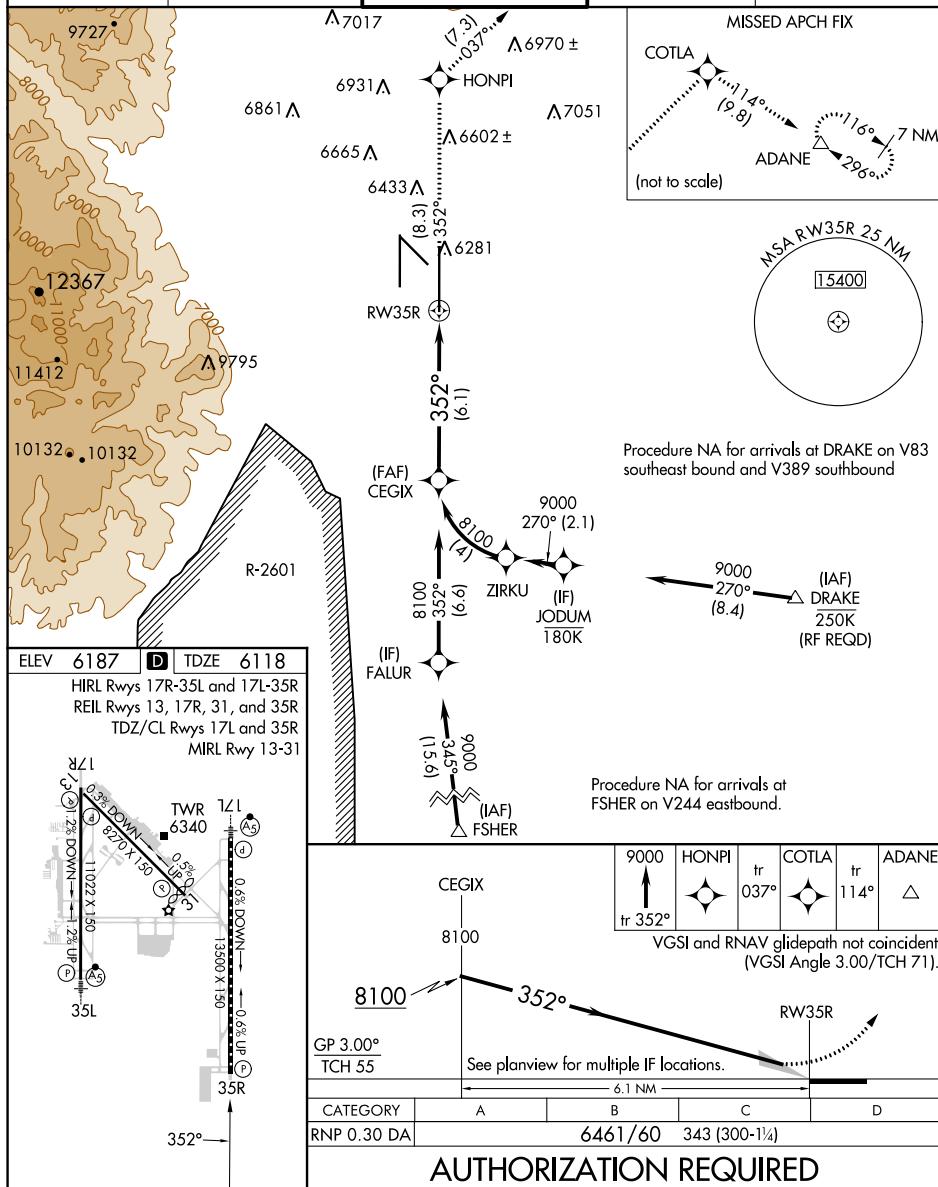 9727
8000
9000
10000
11000
7000
12367
11412
10132
10132
9795
7017
(7.3)
037°
6970 ±
6931
HONPI
6861
7051
6602 ±
6665
6433
(8.3)
352°
6281
RW35R
352°
(6.1)
(FAF)
CEGIX
8100
(4)
9000
270° (2.1)
ZIRKU
(IF)
JODUM
180K
8100
352°
(6.6)
(IF)
FALUR
9000
345°
(15.6)
(IAF)
FSHER
R-2601
MISSED APCH FIX
COTLA
114°
(9.8)
116°
7 NM
ADANE
296°
(not to scale)
MSA RW35R 25 NM
15400
Procedure NA for arrivals at DRAKE on V83
southeast bound and V389 southbound
9000
270°
(8.4)
(IAF)
DRAKE
250K
(RF REQD)
Procedure NA for arrivals at
FSHER on V244 eastbound.
ELEV 6187 D TDZE 6118
HIRL Rwys 17R-35L and 17L-35R
REIL Rwys 13, 17R, 31, and 35R
TDZ/CL Rwys 17L and 35R
MIRL Rwy 13-31
17R
13
P
P
0.3% DOWN
8270 X 150
0.5% UP
P
31
TWR
6340
17L
A5
P
1.2% DOWN
11022 X 150
1.2% UP
P
A5
35L
0.6% DOWN
13500 X 150
0.6% UP
P
35R
352°
9000
tr 352°
HONPI
tr
037°
COTLA
tr
114°
ADANE
VGSI and RNAV glidepath not coincident
(VGSI Angle 3.00/TCH 71).
CEGIX
8100
8100
352°
RW35R
GP 3.00°
TCH 55
See planview for multiple IF locations.
6.1 NM
CATEGORY A B C D
RNP 0.30 DA 6461/60 343 (300-1¼)
AUTHORIZATION REQUIRED